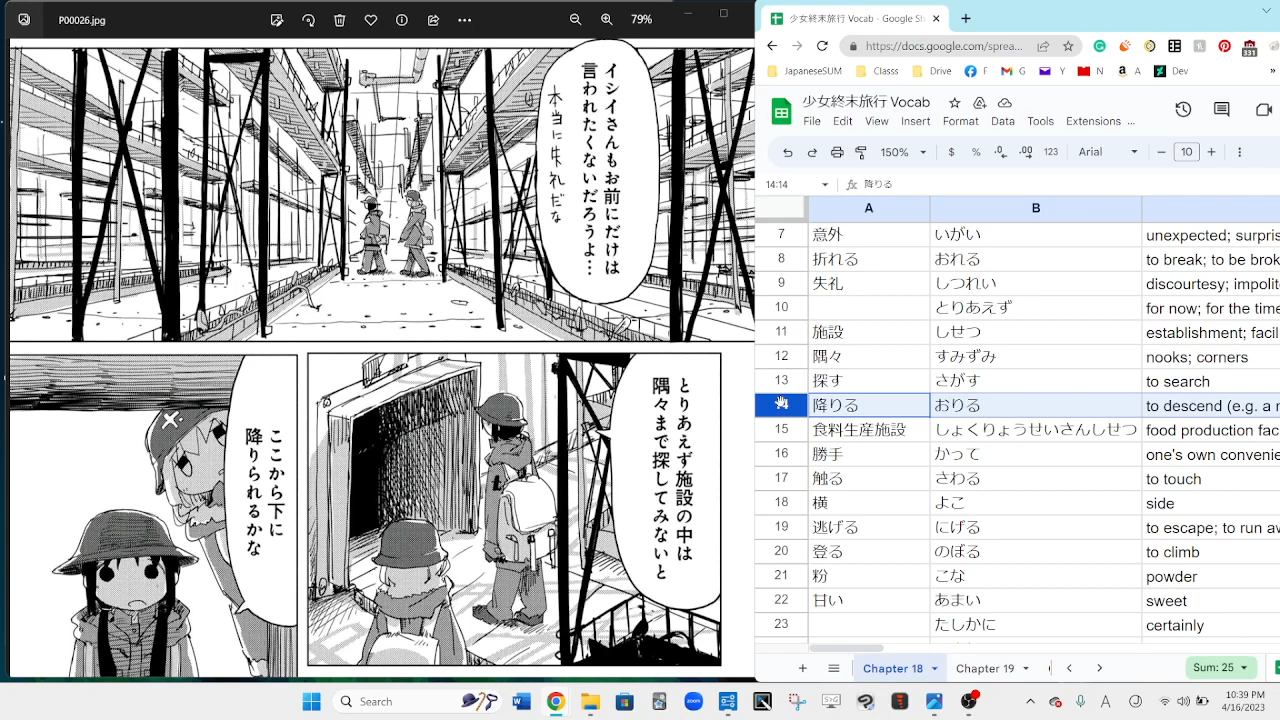 P00026.jpg
79%
イシイさんもお前にだけは
言われたくないだろうよ…
本当に失礼だな
とりあえず施設の中は
隅々まで探してみないと
ここから下に
降りられるかな
少女終末旅行 Vocab - Google Sh
https://doc
Classs
Drive
F
G
Y
N
D
少女終末旅行 Vocab
File Edit View Insert Format Data Tools Extensions ...
150% $ % .0 .00 123
14:14 fx 降りる
A B
7 意外 いがい unexpected; surpris
8 折れる おれる to break; to be brok
9 失礼 しつれい discourtesy; impolit
10 とりあえず for now; for the time
11 施設 しせつ establishment; facil
12 隅々 すみずみ nooks; corners
13 探す さがす to search
降りる おりる to descend (e.g. a m
15 食料生産施設 しょくりょうせいさんしせつ food production fac
16 勝手 かって one's own convenie
17 触る さわる to touch
18 横 よこ side
19 逃げる にげる to escape; to run aw
20 登る のぼる to climb
21 粉 こな powder
22 甘い あまい sweet
23 たしかに certainly
Chapter 18 Chapter 19 Sum: 25
Search
zoom
10:39
4/16/20